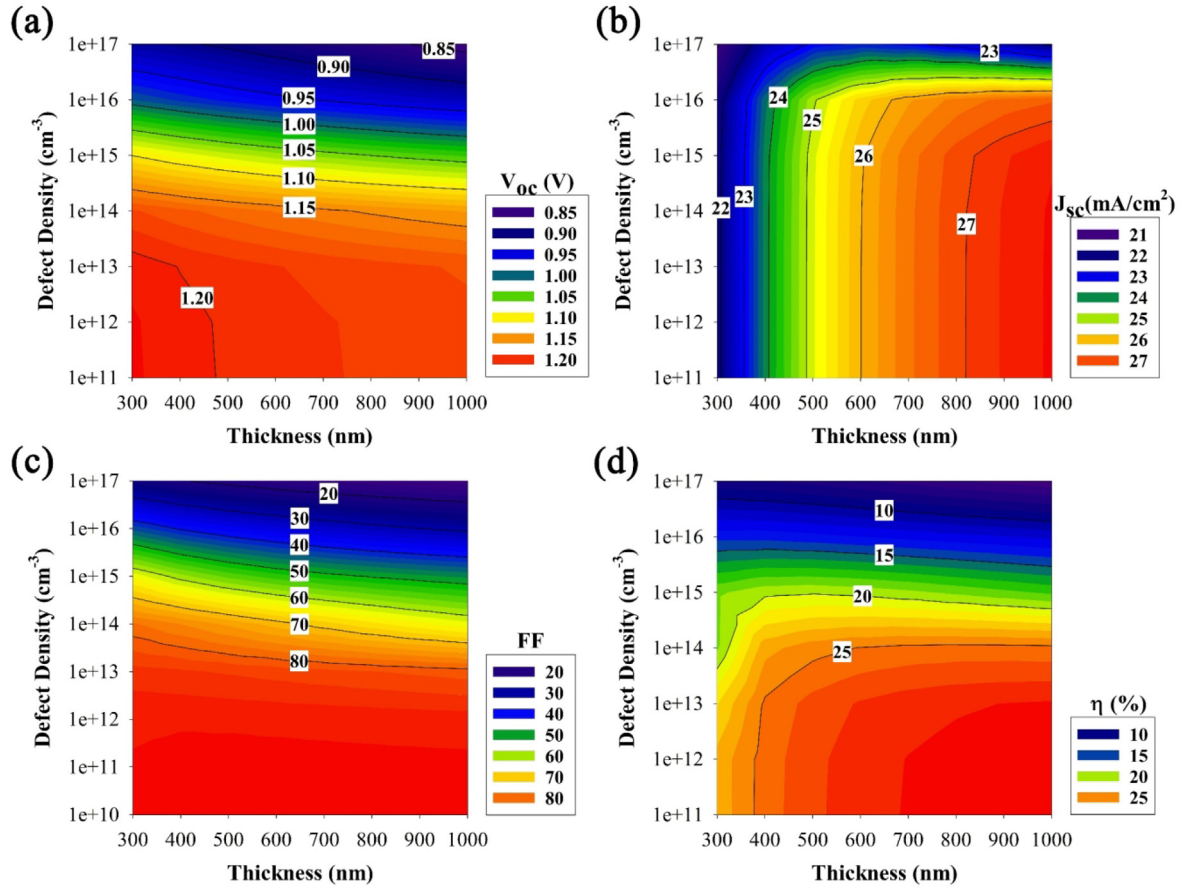 (a)
Defect Density (cm-3)
1e+17
1e+16
1e+15
1e+14
1e+13
1e+12
1e+11
0.85
0.90
0.95
1.00
1.05
1.10
1.15
1.20
300 400 500 600 700 800 900 1000
Thickness (nm)
Voc (V)
0.85
0.90
0.95
1.00
1.05
1.10
1.15
1.20
(b)
Defect Density (cm-3)
1e+17
1e+16
1e+15
1e+14
1e+13
1e+12
1e+11
23
24
25
26
22
23
27
300 400 500 600 700 800 900 1000
Thickness (nm)
Jsc(mA/cm2)
21
22
23
24
25
26
27
(c)
Defect Density (cm-3)
1e+17
1e+16
1e+15
1e+14
1e+13
1e+12
1e+11
1e+10
20
30
40
50
60
70
80
300 400 500 600 700 800 900 1000
Thickness (nm)
FF
20
30
40
50
60
70
80
(d)
Defect Density (cm-3)
1e+17
1e+16
1e+15
1e+14
1e+13
1e+12
1e+11
10
15
20
25
300 400 500 600 700 800 900 1000
Thickness (nm)
η (%)
10
15
20
25